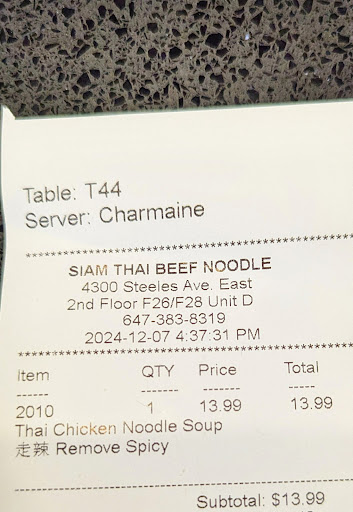 Table: T44
Server: Charmaine
****************************************************
SIAM THAI BEEF NOODLE
4300 Steeles Ave. East
2nd Floor F26/F28 Unit D
647-383-8319
2024-12-07 4:37:31 PM
****************************************************
Item QTY Price Total
------ ------- ------- -----
2010 1 13.99 13.99
Thai Chicken Noodle Soup
走辣 Remove Spicy
Subtotal: $13.99